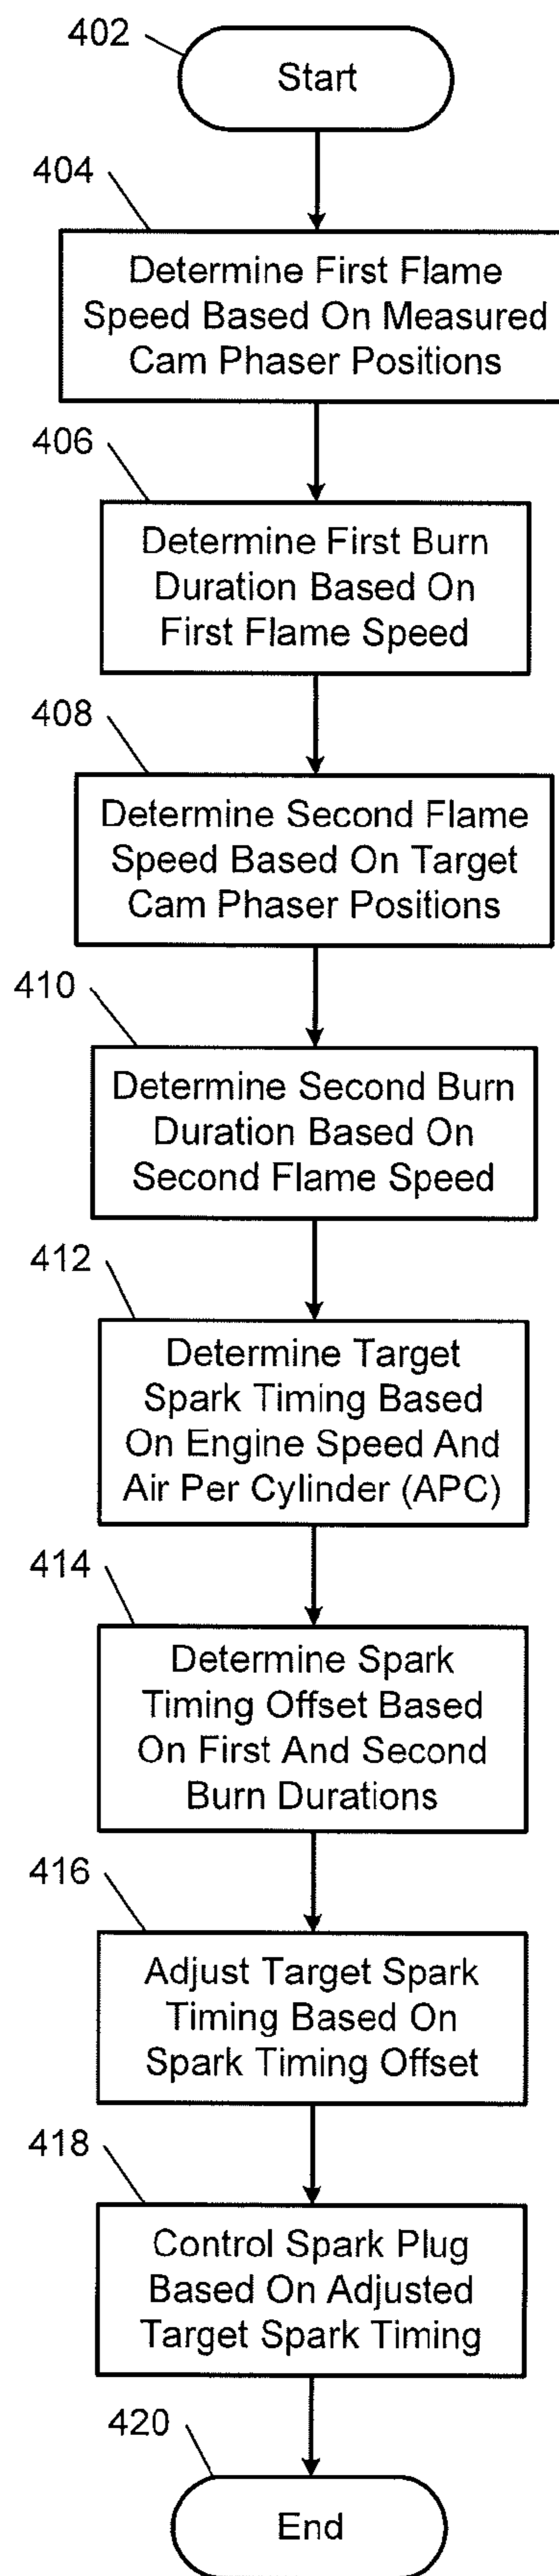 402
Start
404
Determine First Flame
Speed Based On Measured
Cam Phaser Positions
406
Determine First Burn
Duration Based On
First Flame Speed
408
Determine Second Flame
Speed Based On Target
Cam Phaser Positions
410
Determine Second Burn
Duration Based On
Second Flame Speed
412
Determine Target
Spark Timing Based
On Engine Speed And
Air Per Cylinder (APC)
414
Determine Spark
Timing Offset Based
On First And Second
Burn Durations
416
Adjust Target Spark
Timing Based On
Spark Timing Offset
418
Control Spark Plug
Based On Adjusted
Target Spark Timing
420
End